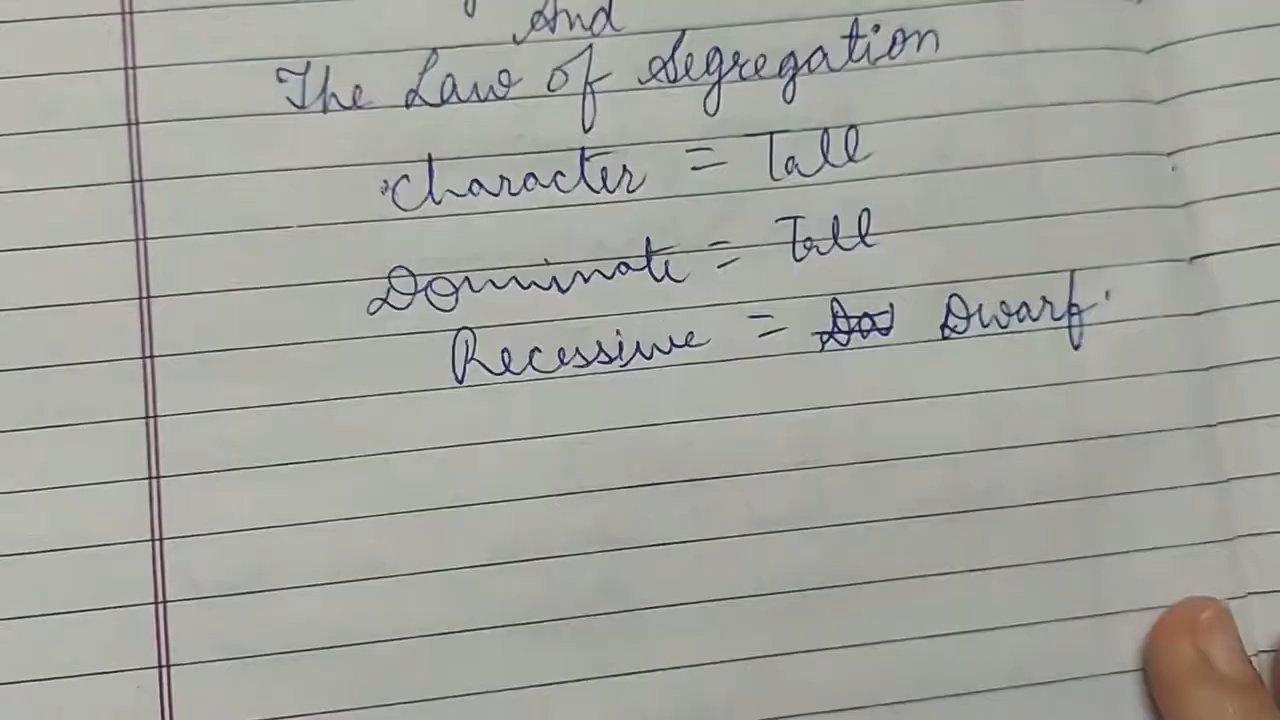 And
The Law of Segregation
Character = Tall
Dominate = Tall
Recessive = Dwarf.